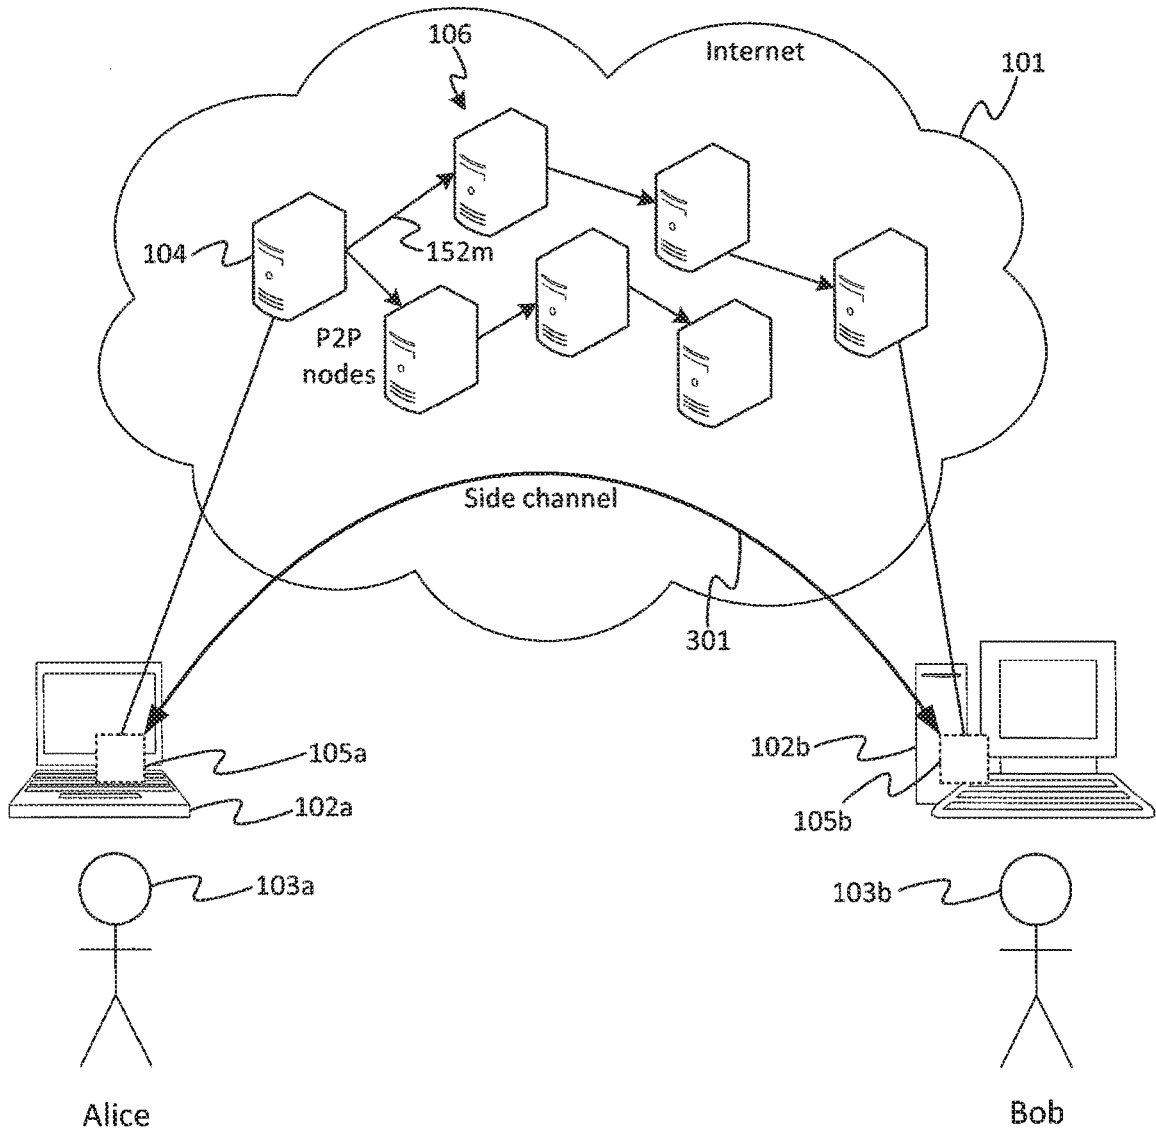 106
Internet
101
104
152m
P2P
nodes
Side channel
301
105a
102b
102a
105b
103a
103b
Alice
Bob